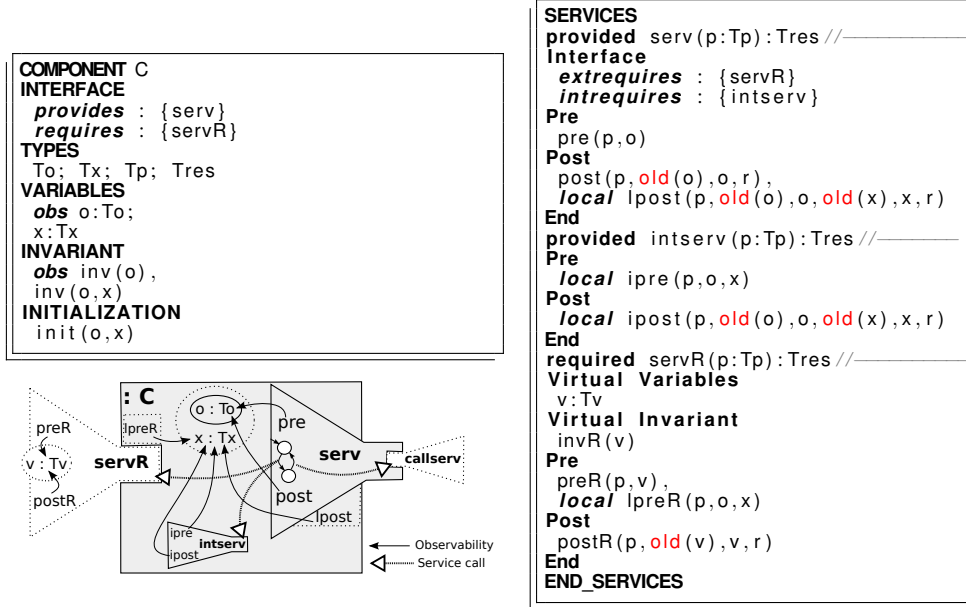 COMPONENT C
INTERFACE
provides : {serv}
requires : {servR}
TYPES
To; Tx; Tp; Tres
VARIABLES
obs o:To;
x:Tx
INVARIANT
obs inv(o),
inv(o,x)
INITIALIZATION
init(o,x)
: C
o : To
x : Tx
lpreR
preR
v : Tv
postR
servR
pre
serv
callserv
post
lpost
ipre
intserv
ipost
Observability
Service call
SERVICES
provided serv(p:Tp):Tres //
Interface
extrequires : {servR}
intrequires : {intserv}
Pre
pre(p,o)
Post
post(p,old(o),o,r),
local lpost(p,old(o),o,old(x),x,r)
End
provided intserv(p:Tp):Tres //
Pre
local ipre(p,o,x)
Post
local ipost(p,old(o),o,old(x),x,r)
End
required servR(p:Tp):Tres //
Virtual Variables
v:Tv
Virtual Invariant
invR(v)
Pre
preR(p,v),
local lpreR(p,o,x)
Post
postR(p,old(v),v,r)
End
END_SERVICES